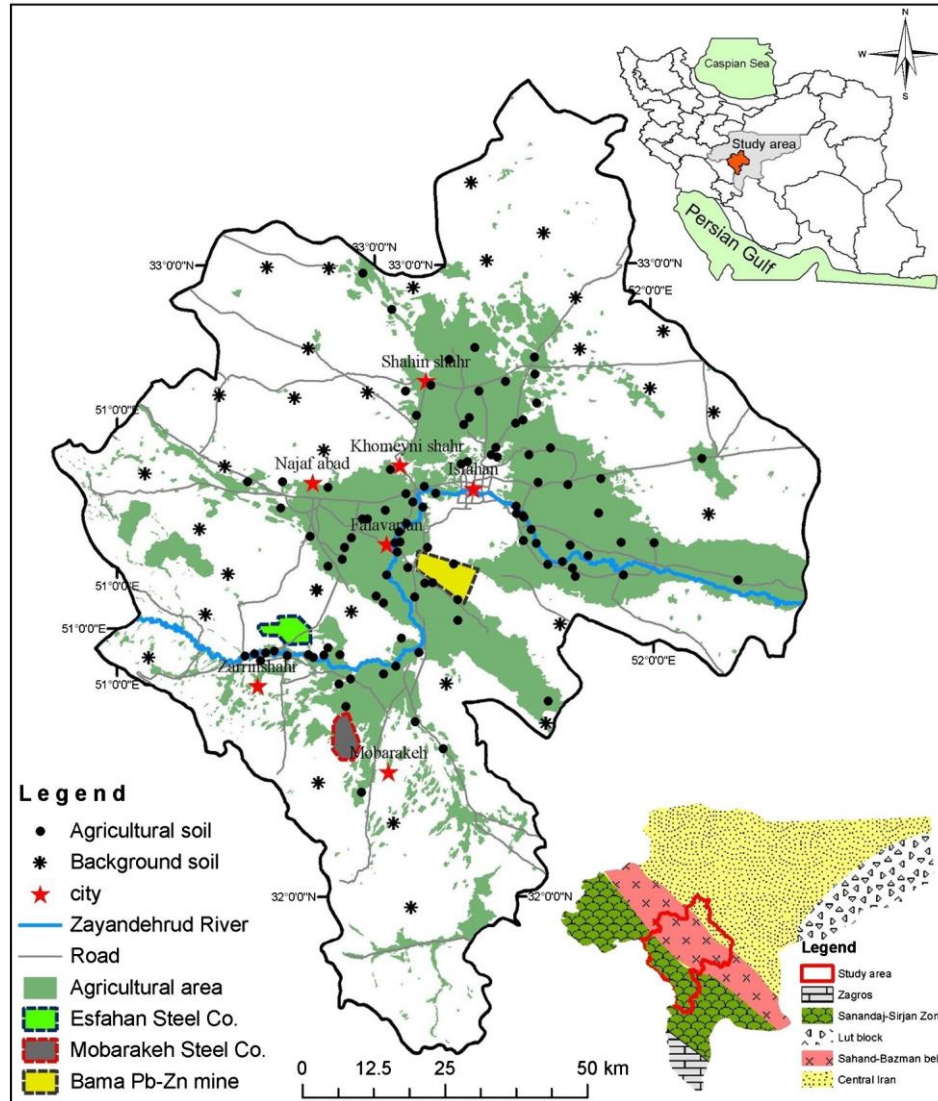 Caspian Sea
N
W
E
S
Study area
Persian Gulf
33°0'0"N
33°0'0"N
33°0'0"N
33°0'0"N
52°0'0"E
Shahin shahr
51°0'0"E
Khomeyni shahr
Najaf abad
Isfahan
Falavarjan
51°0'0"E
51°0'0"E
Zarrinshahr
51°0'0"E
52°0'0"E
Mobarakeh
32°0'0"N
32°0'0"N
Legend
Agricultural soil
Background soil
city
Zayandehrud River
Road
Agricultural area
Esfahan Steel Co.
Mobarakeh Steel Co.
Bama Pb-Zn mine
0 12.5 25 50 km
Legend
Study area
Zagros
Sanandaj-Sirjan Zon
Lut block
Sahand-Bazman bel
Central Iran